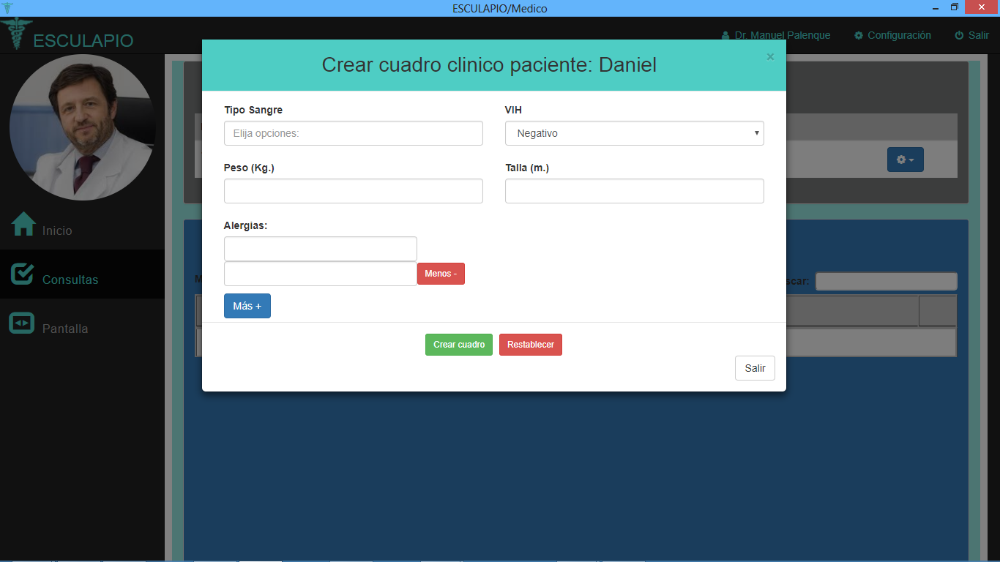 ESCULAPIO/Medico
ESCULAPIO
Dr. Manuel Palenque
Configuración
Salir
Crear cuadro clinico paciente: Daniel
×
Tipo Sangre
VIH
Elija opciones:
Negativo
Peso (Kg.)
Talla (m.)
Alergías:
Menos -
Más +
Crear cuadro
Restablecer
Salir
Inicio
Consultas
Pantalla
scar: